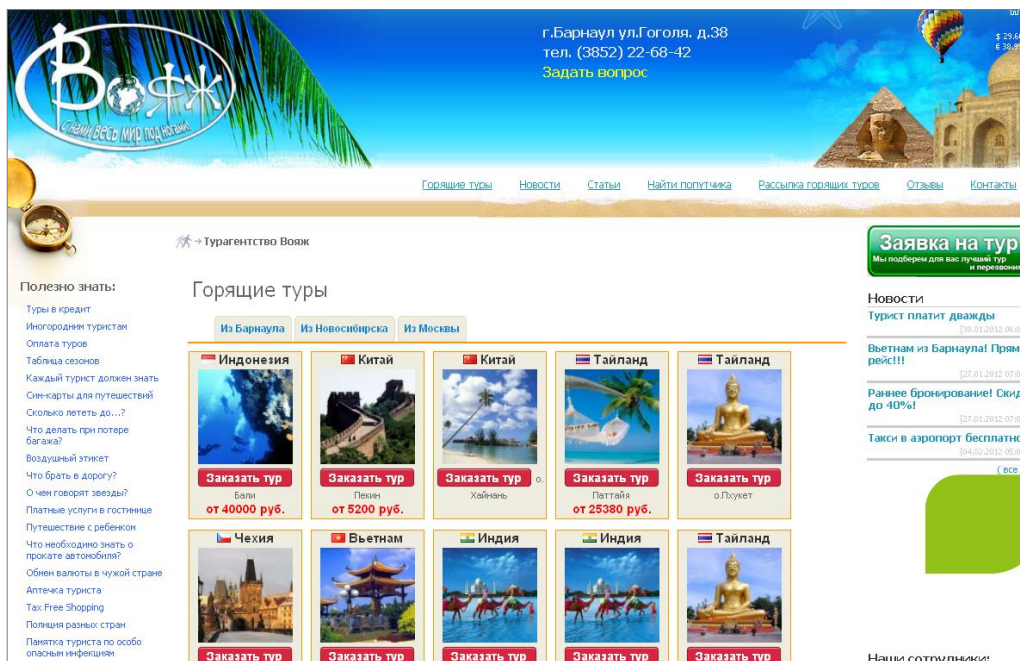 Вояж
С нами весь мир под ногами!
г.Барнаул ул.Гоголя. д.38
тел. (3852) 22-68-42
Задать вопрос
Горящие туры Новости Статьи Найти попутчика Рассылка горящих туров Отзывы Контакты
Турагентство Вояж
Полезно знать:
Туры в кредит
Иногородним туристам
Оплата туров
Таблица сезонов
Каждый турист должен знать
Сим-карты для путешествий
Сколько лететь до...?
Что делать при потере
багажа?
Воздушный этикет
Что брать в дорогу?
О чем говорят звезды?
Платные услуги в гостинице
Путешествие с ребенком
Что необходимо знать о
прокате автомобиля?
Обмен валюты в чужой стране
Аптечка туриста
Tax Free Shopping
Полиция разных стран
Памятка туриста по особо
опасным инфекциям
Горящие туры
Из Барнаула Из Новосибирска Из Москвы
Индонезия Китай Китай Тайланд Тайланд
Заказать тур Заказать тур Заказать тур о. Заказать тур Заказать тур
Бали Пекин Хайнань Паттайя о.Пхукет
от 40000 руб. от 5200 руб. от 25380 руб.
Чехия Вьетнам Индия Индия Тайланд
Заказать тур Заказать тур Заказать тур Заказать тур Заказать тур
Заявка на тур
Мы подберем для вас лучший тур
Новости
Турист платит дважды
[30.01.2012
Вьетнам из Барнаула!
рейс!!!
[27.01.2012
Раннее бронирование!
до 40%!
[27.01.2012
Такси в аэропорт
[04.02.2012
( все
Наши сотрудники: